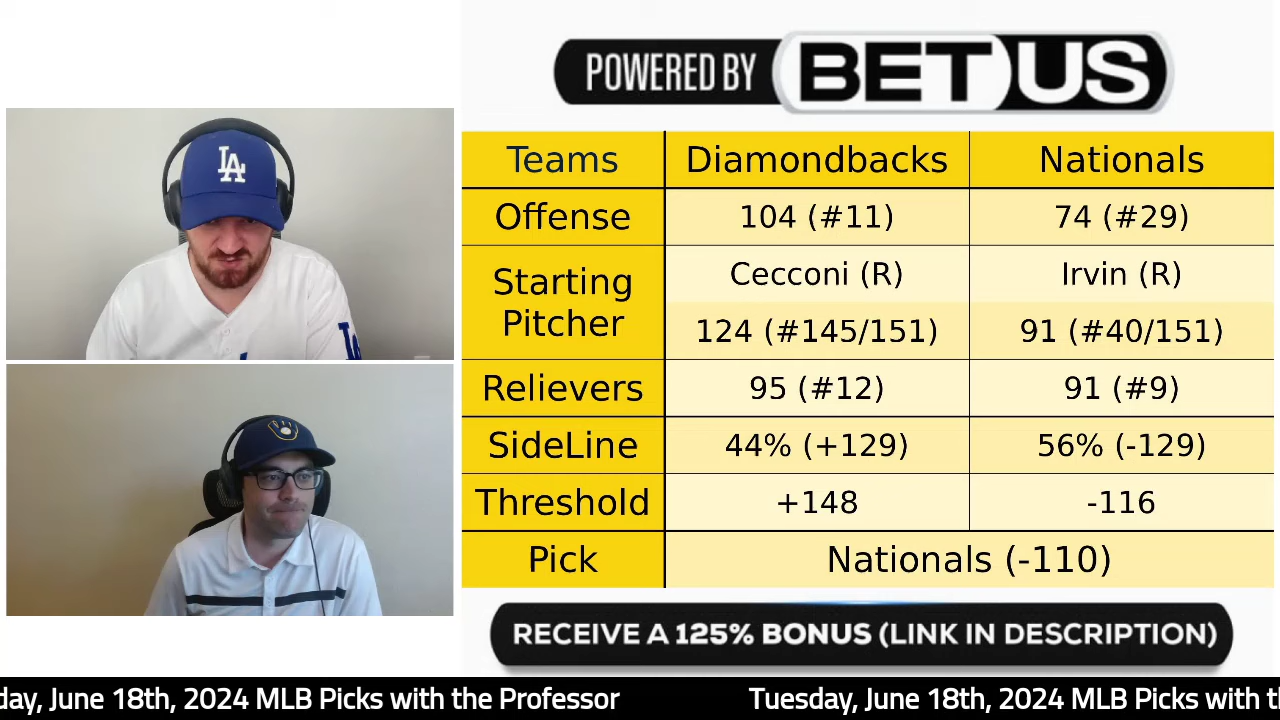 POWERED BY BETUS
Teams Diamondbacks Nationals
Offense 104 (#11) 74 (#29)
Starting Pitcher Cecconi (R) Irvin (R)
124 (#145/151) 91 (#40/151)
Relievers 95 (#12) 91 (#9)
SideLine 44% (+129) 56% (-129)
Threshold +148 -116
Pick Nationals (-110)
RECEIVE A 125% BONUS (LINK IN DESCRIPTION)
LA
day, June 18th, 2024 MLB Picks with the Professor Tuesday, June 18th, 2024 MLB Picks with